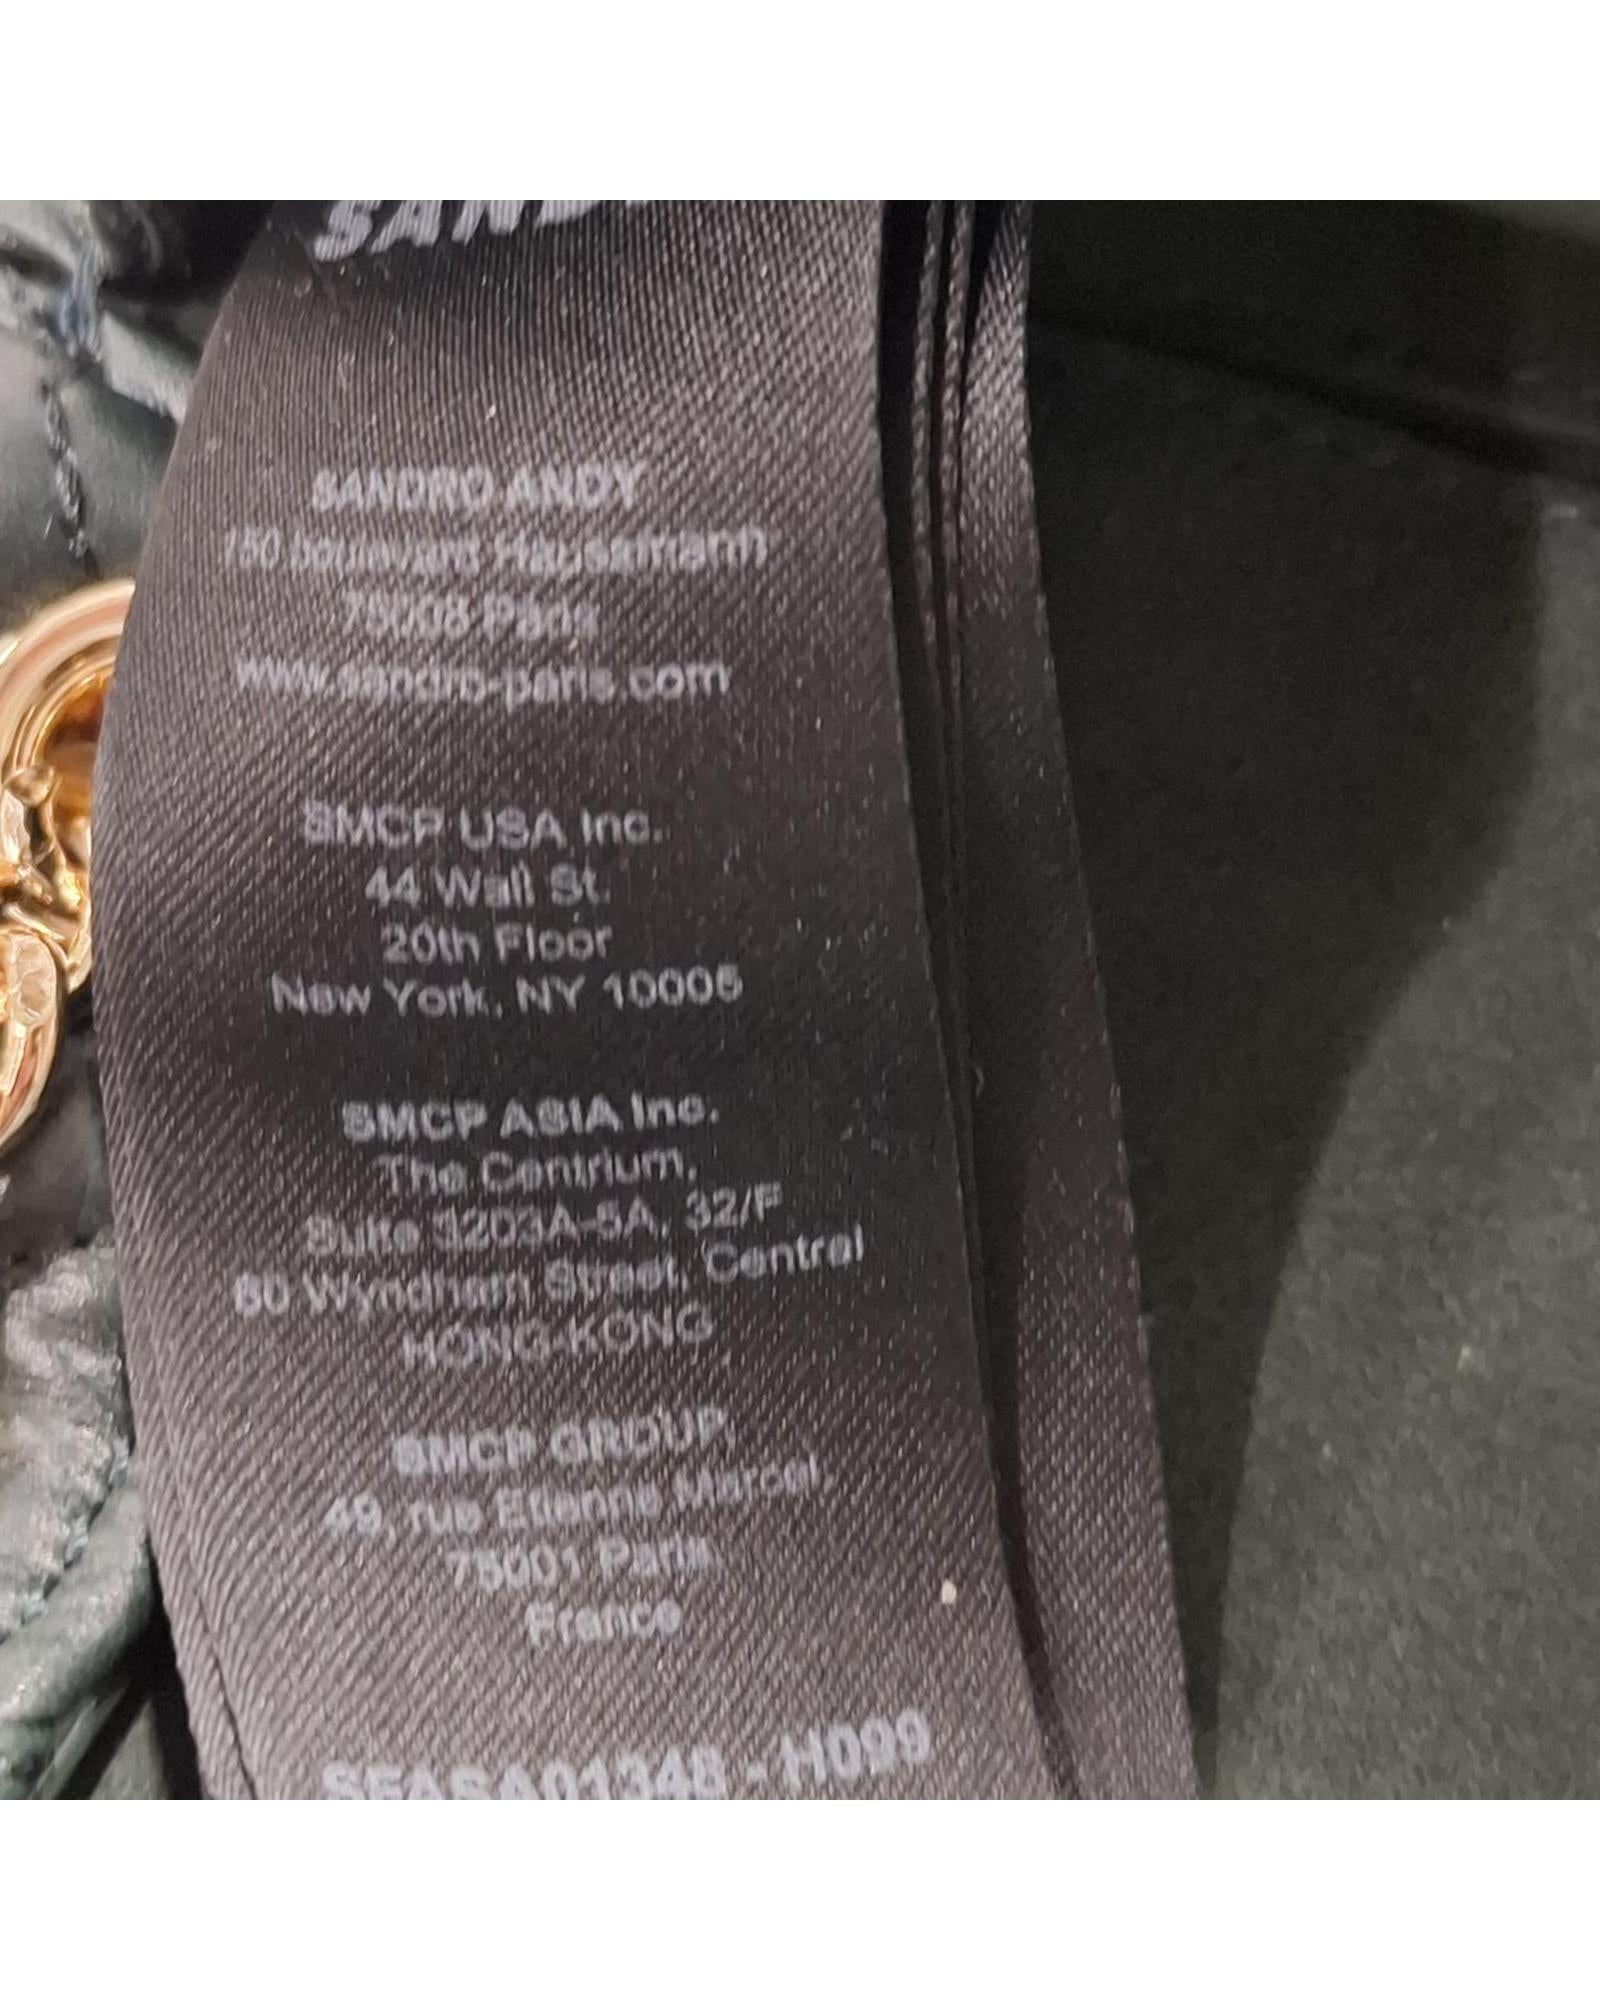 SAND
SANDRO ANDY
150 boulevard Haussmann
75008 Paris
www.sandro-paris.com
SMCP USA Inc.
44 Wall St.
20th Floor
New York, NY 10005
SMCP ASIA Inc.
The Centrium,
Suite 3203A-5A, 32/F
60 Wyndham Street, Central
HONG-KONG
SMCP GROUP,
49, rue Etienne Marcel,
75001 Paris
France
SFASA01348 - H099